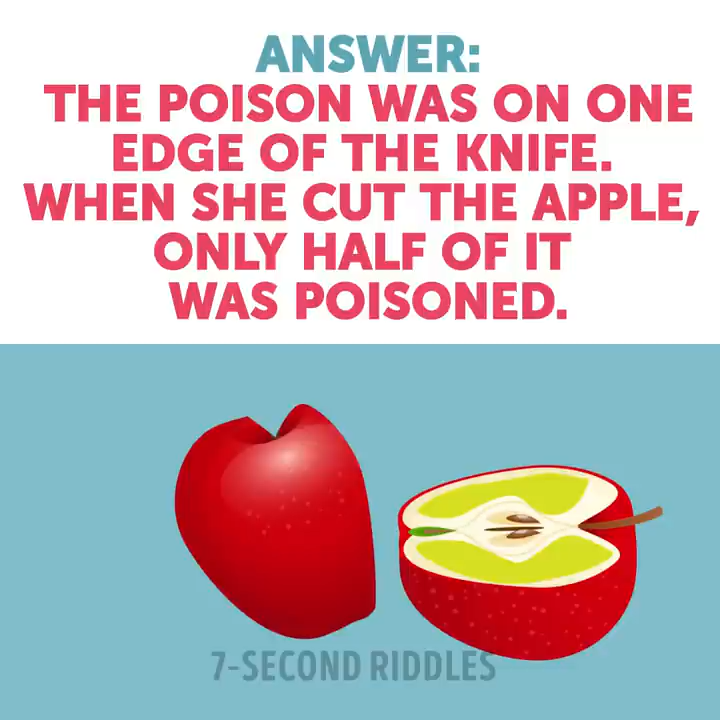 ANSWER:
THE POISON WAS ON ONE
EDGE OF THE KNIFE.
WHEN SHE CUT THE APPLE,
ONLY HALF OF IT
WAS POISONED.
7-SECOND RIDDLES